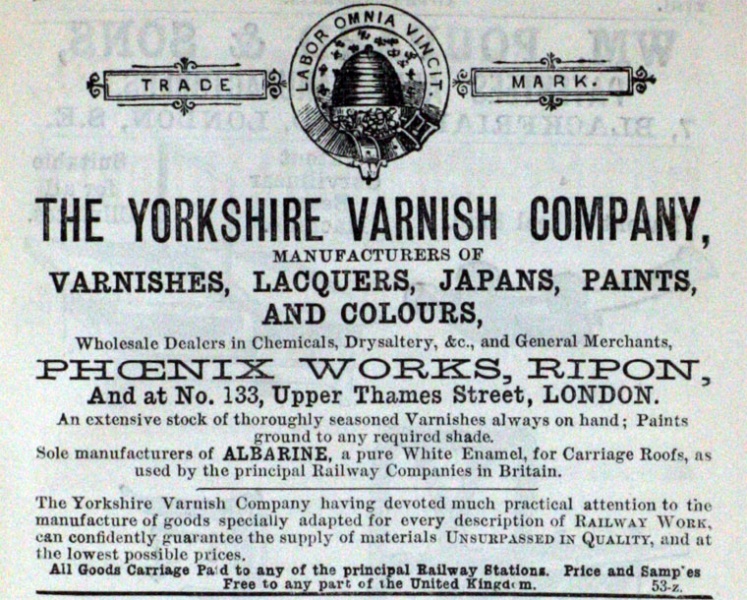 LABOR OMNIA VINCIT
TRADE MARK.
THE YORKSHIRE VARNISH COMPANY,
MANUFACTURERS OF
VARNISHES, LACQUERS, JAPANS, PAINTS,
AND COLOURS,
Wholesale Dealers in Chemicals, Drysaltery, &c., and General Merchants,
PHŒNIX WORKS, RIPON,
And at No. 133, Upper Thames Street, LONDON.
An extensive stock of thoroughly seasoned Varnishes always on hand; Paints
ground to any required shade.
Sole manufacturers of ALBARINE, a pure White Enamel, for Carriage Roofs, as
used by the principal Railway Companies in Britain.
The Yorkshire Varnish Company having devoted much practical attention to the
manufacture of goods specially adapted for every description of RAILWAY WORK,
can confidently guarantee the supply of materials UNSURPASSED IN QUALITY, and at
the lowest possible prices.
All Goods Carriage Paid to any of the principal Railway Stations. Price and Samples
Free to any part of the United Kingdom.
53-z.